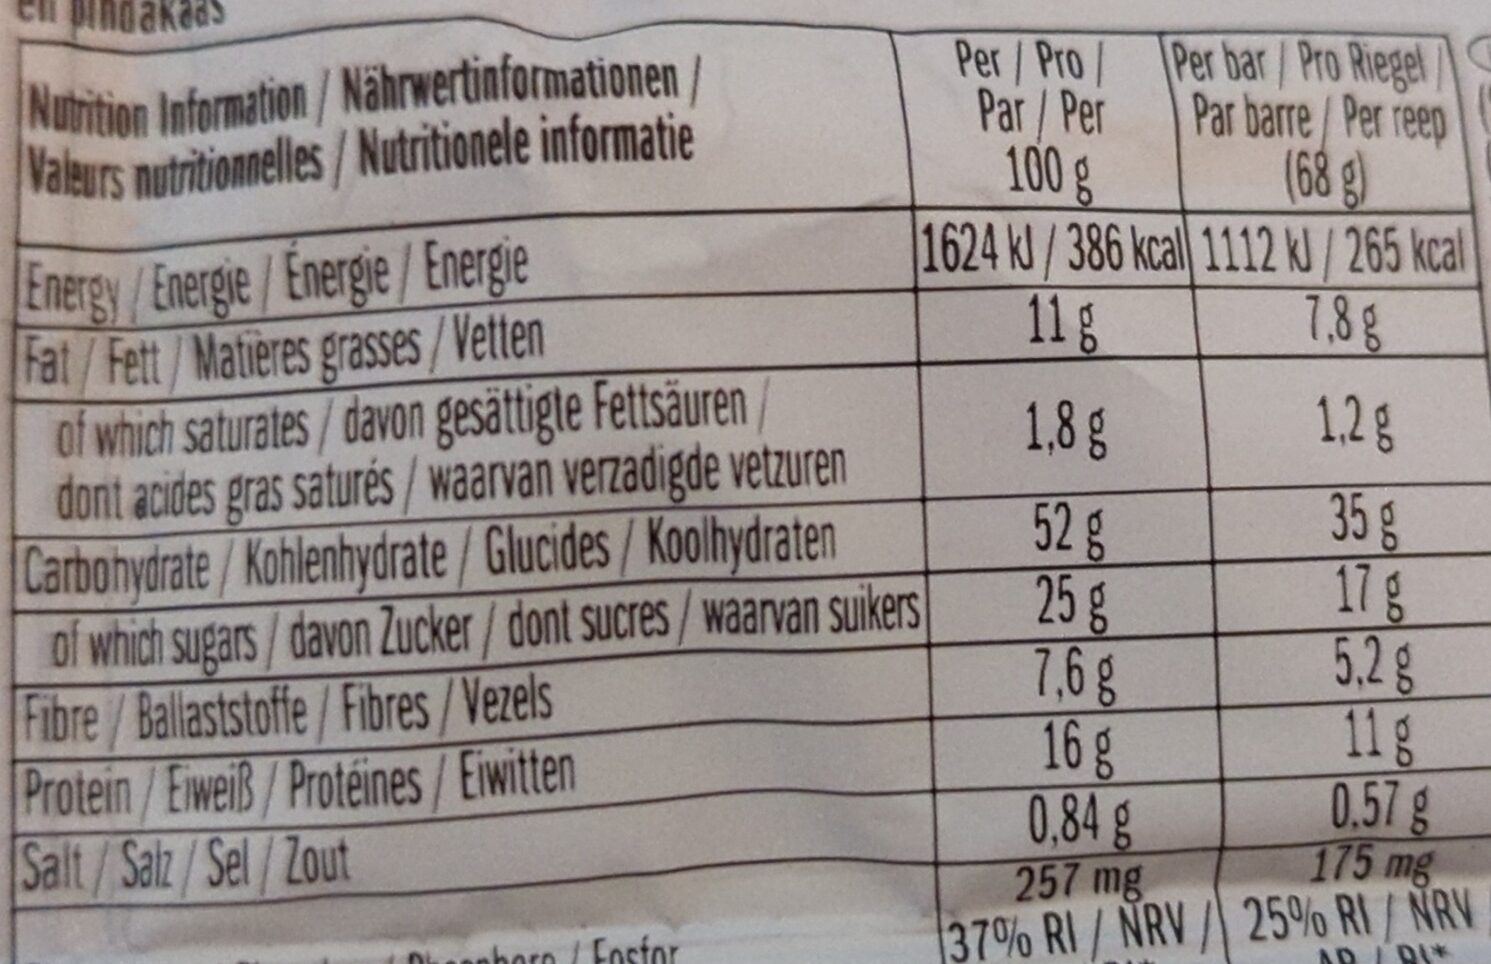 en pindakaas
Nutrition Information / Nährwertinformationen /
Valeurs nutritionnelles / Nutritionele informatie
Per / Pro /
Par / Per
100 g
Per bar / Pro Riegel /
Par barre / Per reep
(68 g)
Energy / Energie / Énergie / Energie 1624 kJ / 386 kcal 1112 kJ / 265 kcal
Fat / Fett / Matières grasses / Vetten 11 g 7,8 g
of which saturates / davon gesättigte Fettsäuren /
dont acides gras saturés / waarvan verzadigde vetzuren 1,8 g 1,2 g
Carbohydrate / Kohlenhydrate / Glucides / Koolhydraten 52 g 35 g
of which sugars / davon Zucker / dont sucres / waarvan suikers 25 g 17 g
Fibre / Ballaststoffe / Fibres / Vezels 7,6 g 5,2 g
Protein / Eiweiß / Protéines / Eiwitten 16 g 11 g
Salt / Salz / Sel / Zout 0,84 g 0.57 g
257 mg 175 mg
/ Fosfor 37% RI / NRV / 25% RI / NRV /